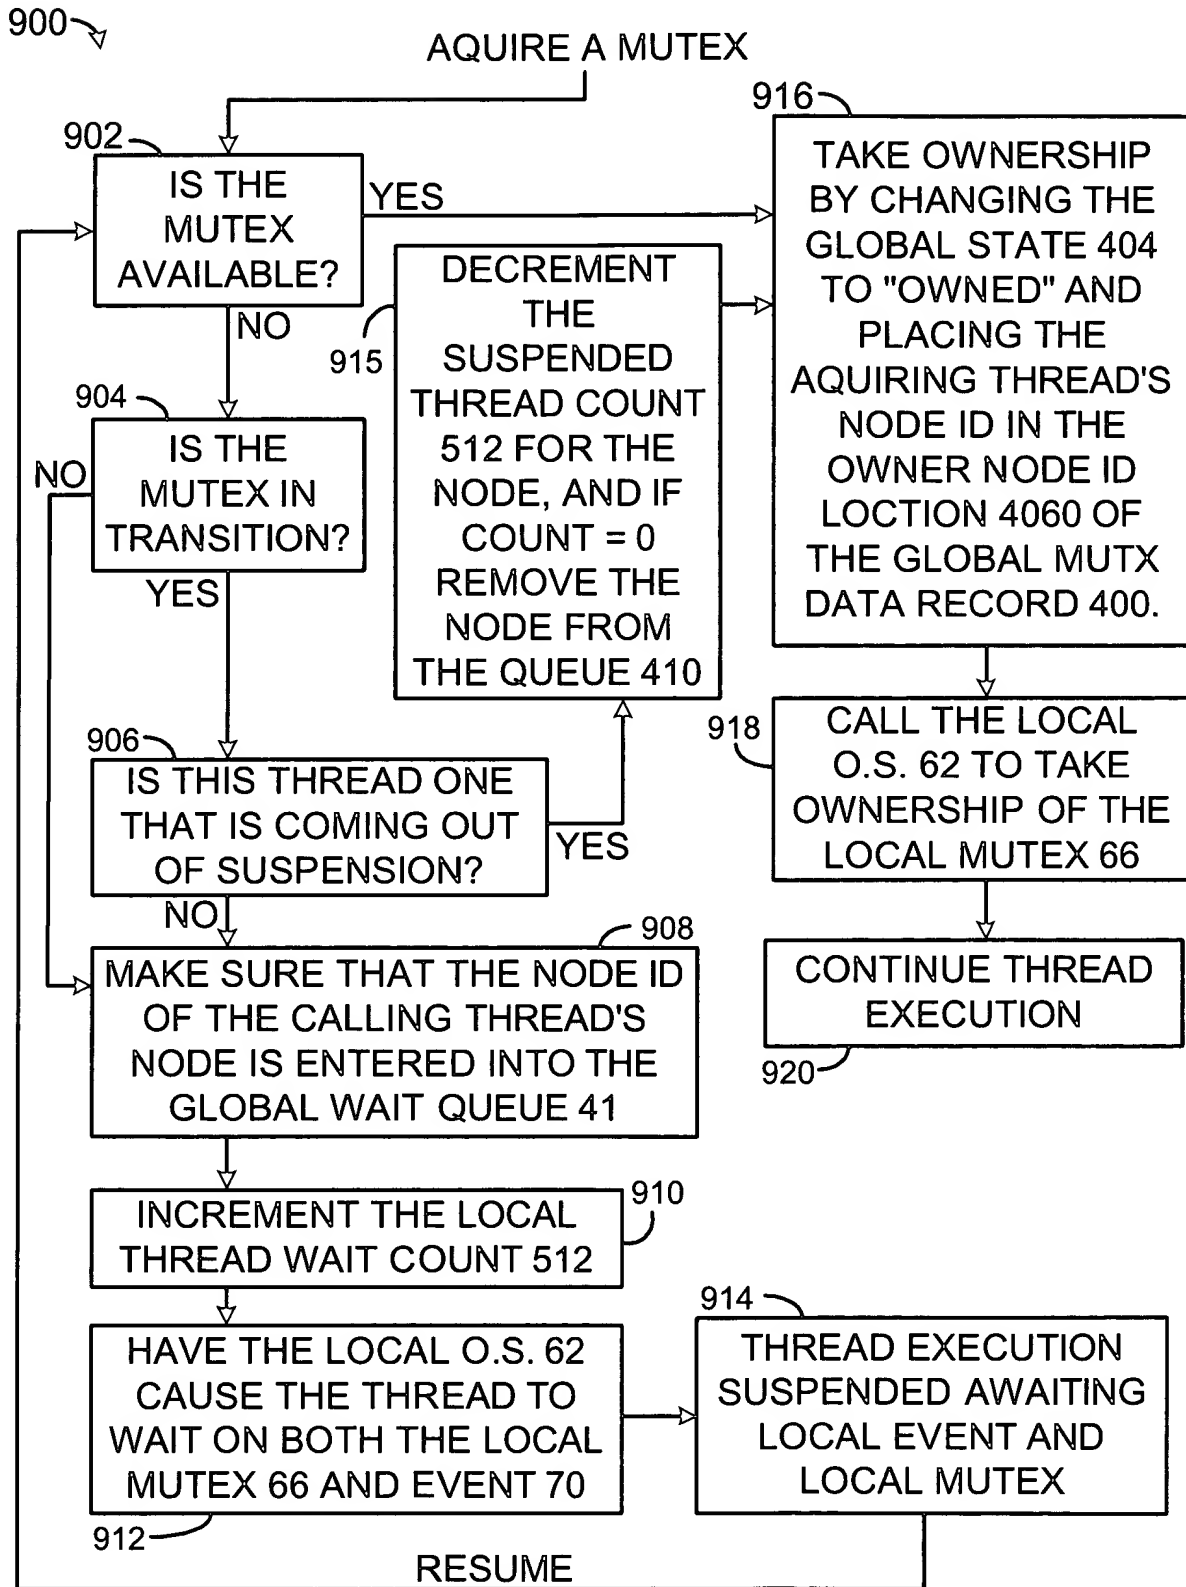 900
AQUIRE A MUTEX
902
IS THE
MUTEX
AVAILABLE?
YES
NO
904
IS THE
MUTEX IN
TRANSITION?
NO
YES
906
IS THIS THREAD ONE
THAT IS COMING OUT
OF SUSPENSION?
YES
NO
908
MAKE SURE THAT THE NODE ID
OF THE CALLING THREAD'S
NODE IS ENTERED INTO THE
GLOBAL WAIT QUEUE 41
910
INCREMENT THE LOCAL
THREAD WAIT COUNT 512
HAVE THE LOCAL O.S. 62
CAUSE THE THREAD TO
WAIT ON BOTH THE LOCAL
MUTEX 66 AND EVENT 70
912
914
THREAD EXECUTION
SUSPENDED AWAITING
LOCAL EVENT AND
LOCAL MUTEX
RESUME
915
DECREMENT
THE
SUSPENDED
THREAD COUNT
512 FOR THE
NODE, AND IF
COUNT = 0
REMOVE THE
NODE FROM
THE QUEUE 410
916
TAKE OWNERSHIP
BY CHANGING THE
GLOBAL STATE 404
TO "OWNED" AND
PLACING THE
AQUIRING THREAD'S
NODE ID IN THE
OWNER NODE ID
LOCTION 4060 OF
THE GLOBAL MUTX
DATA RECORD 400.
918
CALL THE LOCAL
O.S. 62 TO TAKE
OWNERSHIP OF THE
LOCAL MUTEX 66
CONTINUE THREAD
EXECUTION
920